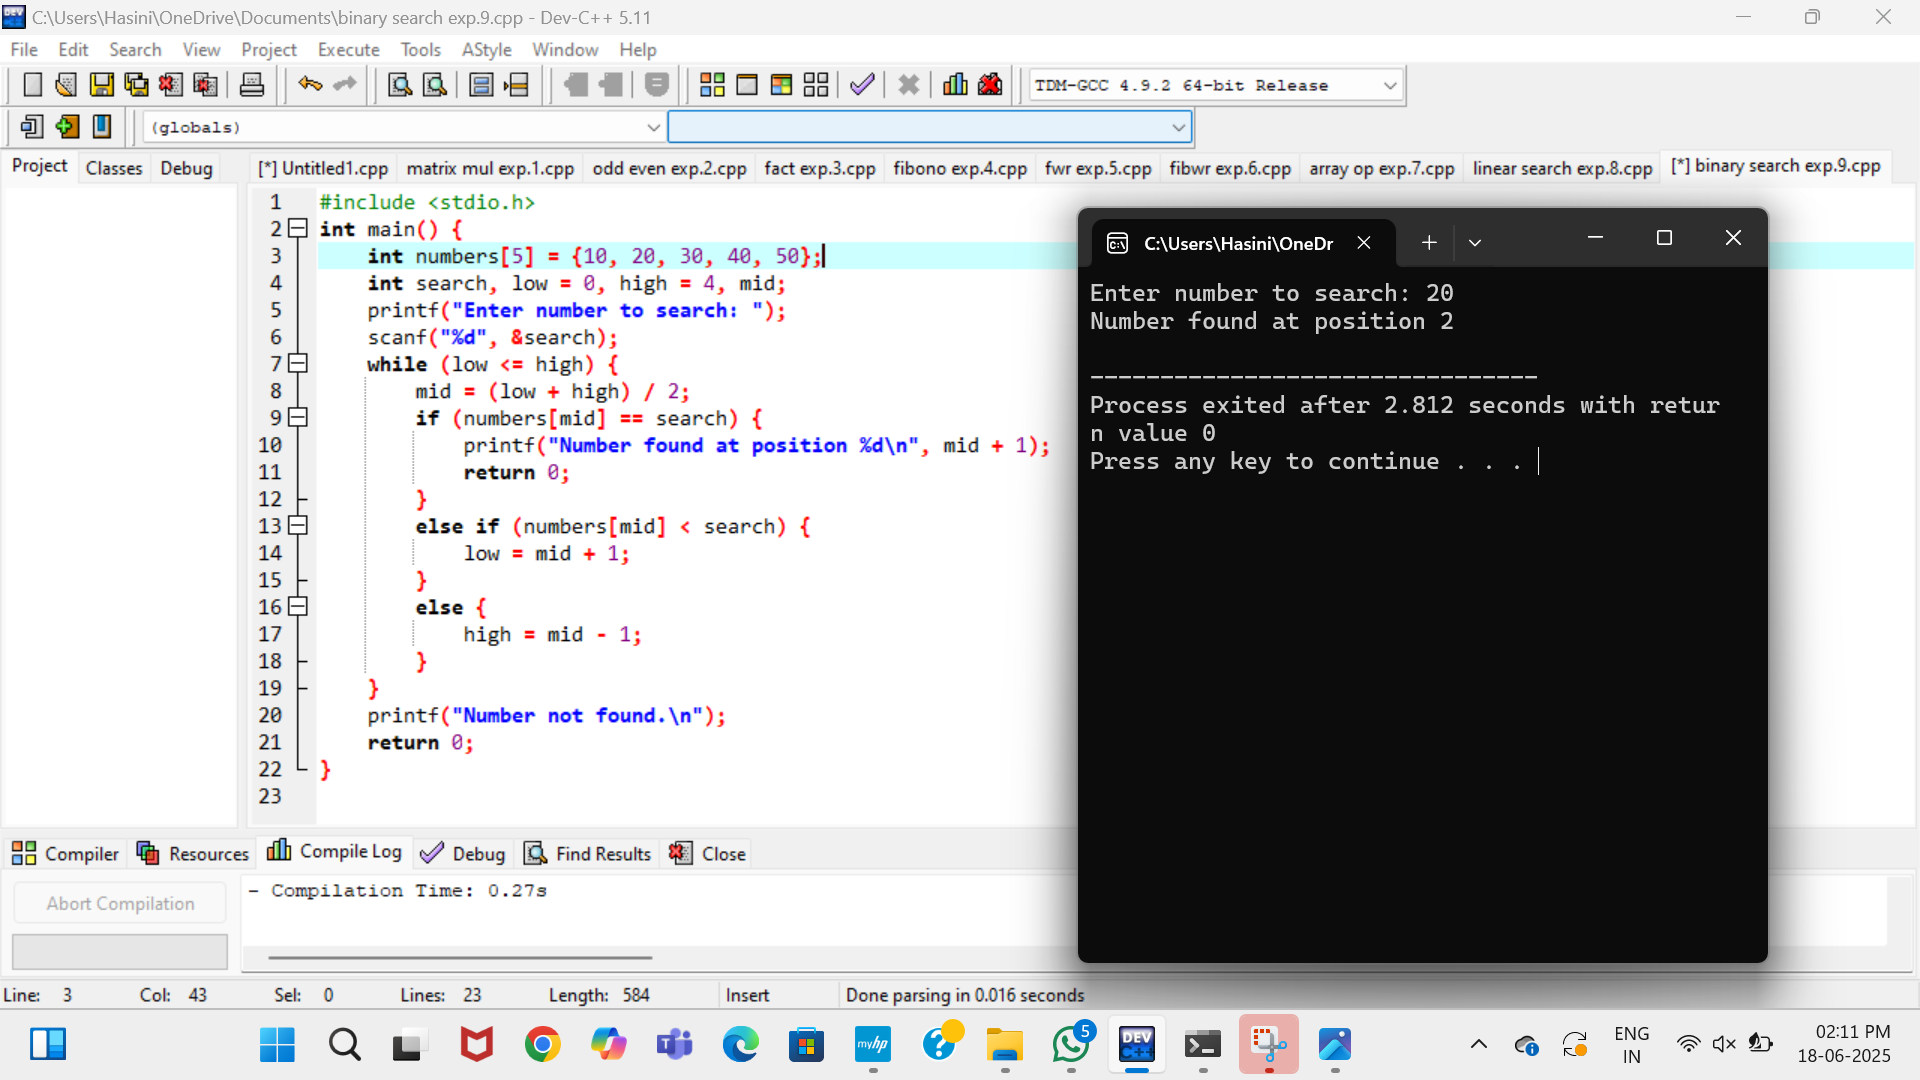 C:\Users\Hasini\OneDrive\Documents\binary search exp.9.cpp - Dev-C++ 5.11
File Edit Search View Project Execute Tools AStyle Window Help
TDM-GCC 4.9.2 64-bit Release
(globals)
Project Classes Debug
[*] Untitled1.cpp matrix mul exp.1.cpp odd even exp.2.cpp fact exp.3.cpp fibono exp.4.cpp fwr exp.5.cpp fibwr exp.6.cpp array op exp.7.cpp linear search exp.8.cpp [*] binary search exp.9.cpp
1 #include <stdio.h>
2 int main() {
3 int numbers[5] = {10, 20, 30, 40, 50};
4 int search, low = 0, high = 4, mid;
5 printf("Enter number to search: ");
6 scanf("%d", &search);
7 while (low <= high) {
8 mid = (low + high) / 2;
9 if (numbers[mid] == search) {
10 printf("Number found at position %d\n", mid + 1);
11 return 0;
12 }
13 else if (numbers[mid] < search) {
14 low = mid + 1;
15 }
16 else {
17 high = mid - 1;
18 }
19 }
20 printf("Number not found.\n");
21 return 0;
22 }
23
C:\Users\Hasini\OneDr
Enter number to search: 20
Number found at position 2
--------------------------------
Process exited after 2.812 seconds with retur
n value 0
Press any key to continue . . .
Compiler Resources Compile Log Debug Find Results Close
Abort Compilation
- Compilation Time: 0.27s
Line: 3 Col: 43 Sel: 0 Lines: 23 Length: 584 Insert Done parsing in 0.016 seconds
myhp
5
DEV
C++
ENG
IN
02:11 PM
18-06-2025